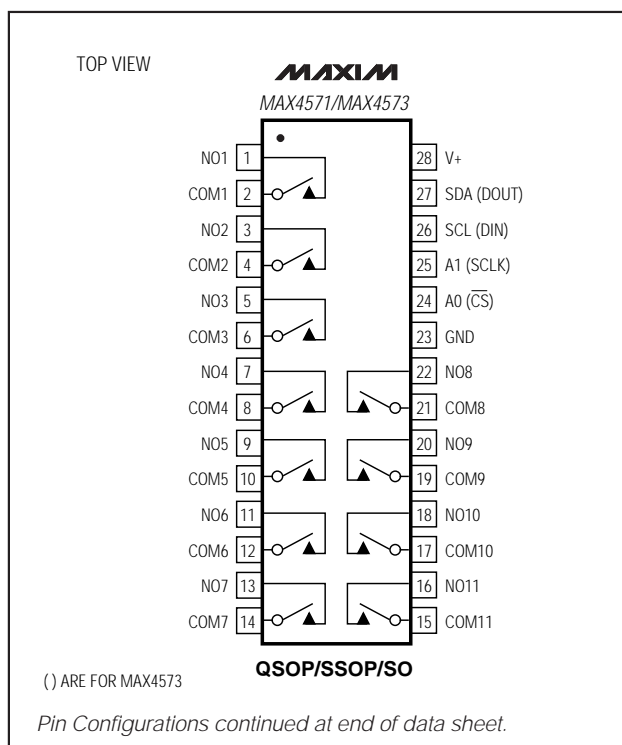 TOP VIEW
MAXIM
MAX4571/MAX4573
NO1 1 28 V+
COM1 2 27 SDA (DOUT)
NO2 3 26 SCL (DIN)
COM2 4 25 A1 (SCLK)
NO3 5 24 A0 (C̅S̅)
COM3 6 23 GND
NO4 7 22 NO8
COM4 8 21 COM8
NO5 9 20 NO9
COM5 10 19 COM9
NO6 11 18 NO10
COM6 12 17 COM10
NO7 13 16 NO11
COM7 14 15 COM11
QSOP/SSOP/SO
( ) ARE FOR MAX4573
Pin Configurations continued at end of data sheet.